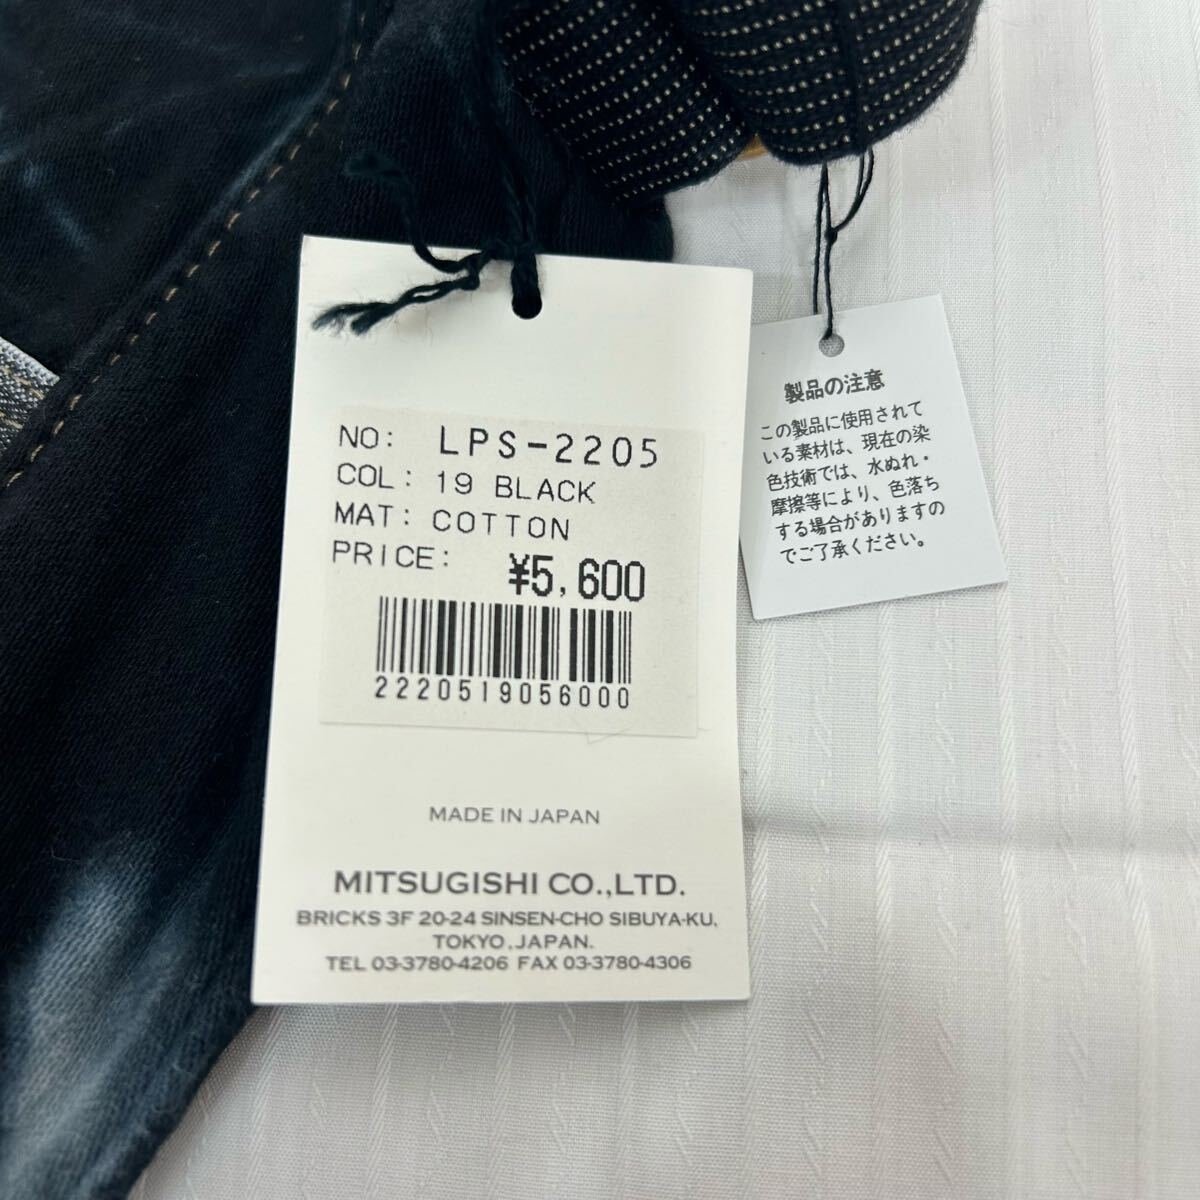 NO: LPS-2205
COL: 19 BLACK
MAT: COTTON
PRICE: ¥5,600
2220519056000
MADE IN JAPAN
MITSUGISHI CO.,LTD.
BRICKS 3F 20-24 SINSEN-CHO SIBUYA-KU,
TOKYO,JAPAN.
TEL 03-3780-4206 FAX 03-3780-4306
製品の注意
この製品に使用されて
いる素材は、現在の染
色技術では、水ぬれ・
摩擦等により、色落ち
する場合がありますの
でご了承ください。